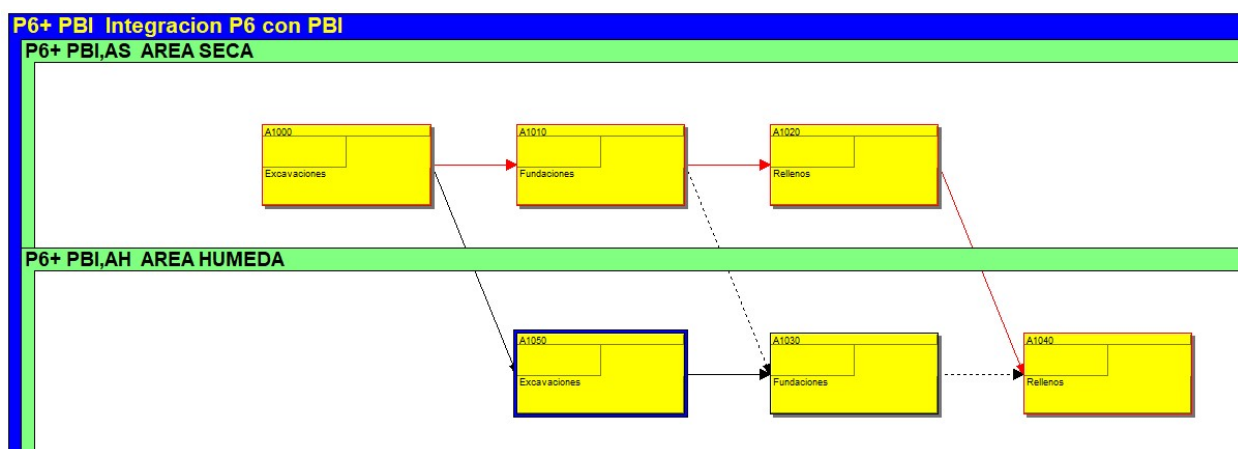 P6+ PBI  Integracion P6 con PBI
P6+ PBI,AS  AREA SECA
A1000
Excavaciones
A1010
Fundaciones
A1020
Rellenos
P6+ PBI,AH  AREA HUMEDA
A1050
Excavaciones
A1030
Fundaciones
A1040
Rellenos